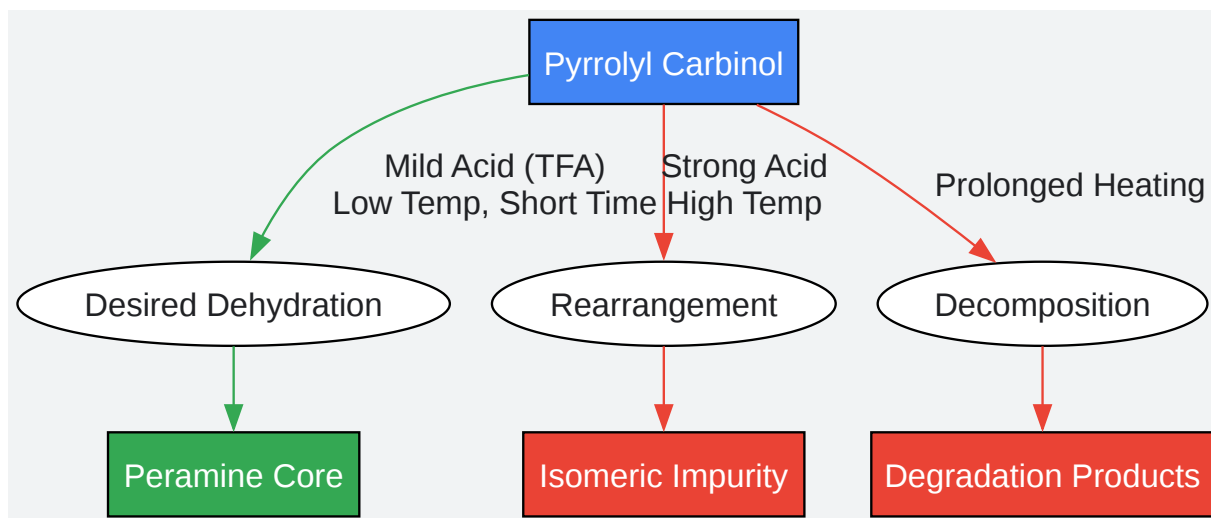 Pyrrolyl Carbinol
Mild Acid (TFA)
Low Temp, Short Time
Strong Acid
High Temp
Prolonged Heating
Desired Dehydration
Rearrangement
Decomposition
Peramine Core
Isomeric Impurity
Degradation Products